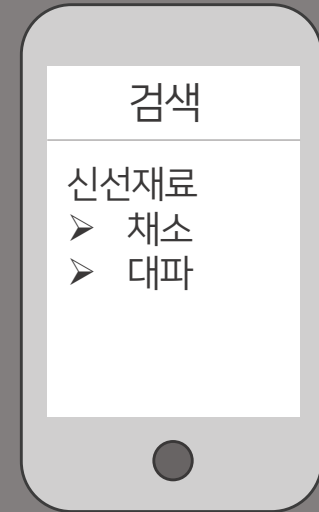 검색
신선재료
➢ 채소
➢ 대파